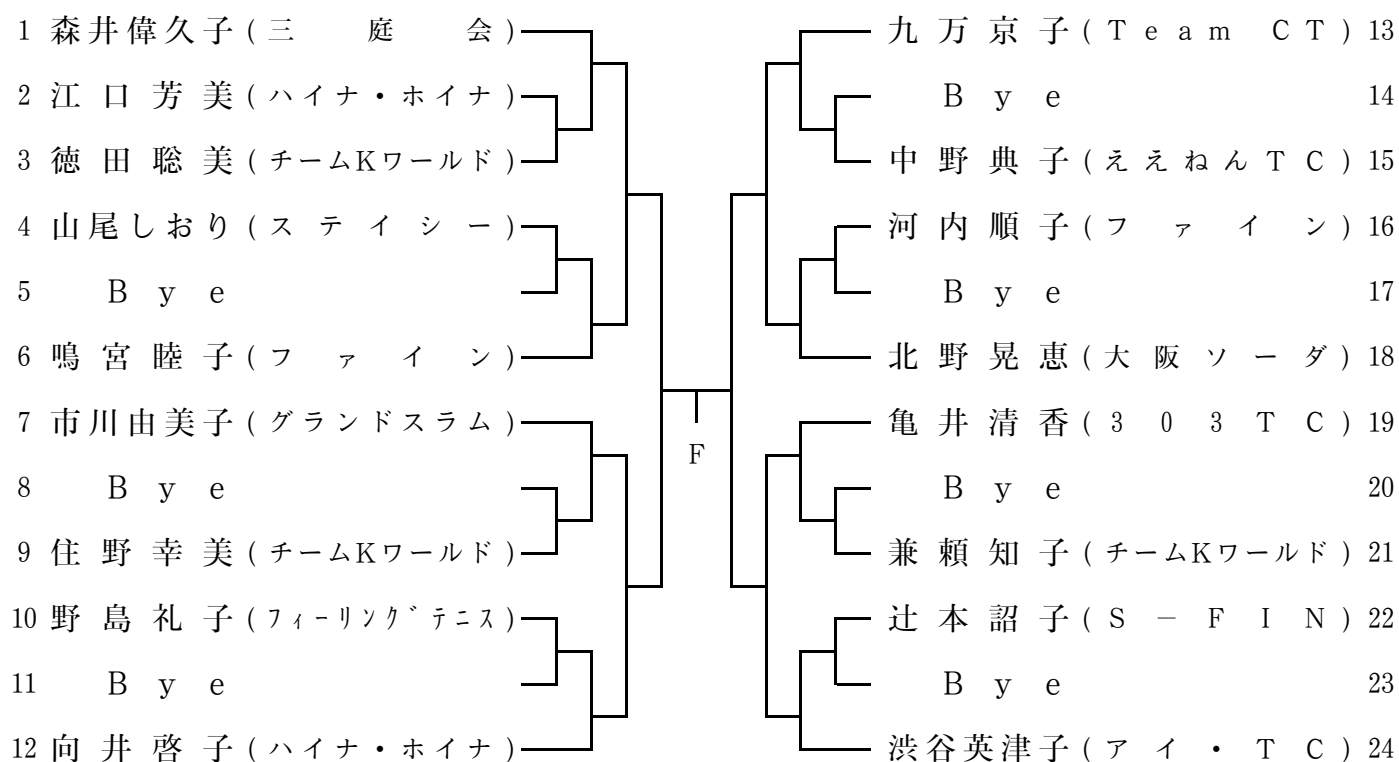 1 森井偉久子(三庭会)
2 江口芳美(ハイナ・ホイナ)
3 徳田聡美(チームKワールド)
4 山尾しおり(ステイシー)
5 Bye
6 鳴宮睦子(ファイン)
7 市川由美子(グランドスラム)
8 Bye
9 住野幸美(チームKワールド)
10 野島礼子(フィーリングテニス)
11 Bye
12 向井啓子(ハイナ・ホイナ)
F
九万京子(Team CT) 13
Bye 14
中野典子(ええねんTC) 15
河内順子(ファイン) 16
Bye 17
北野晃恵(大阪ソーダ) 18
亀井清香(303TC) 19
Bye 20
兼頼知子(チームKワールド) 21
辻本詔子(S-FIN) 22
Bye 23
渋谷英津子(アイ・TC) 24